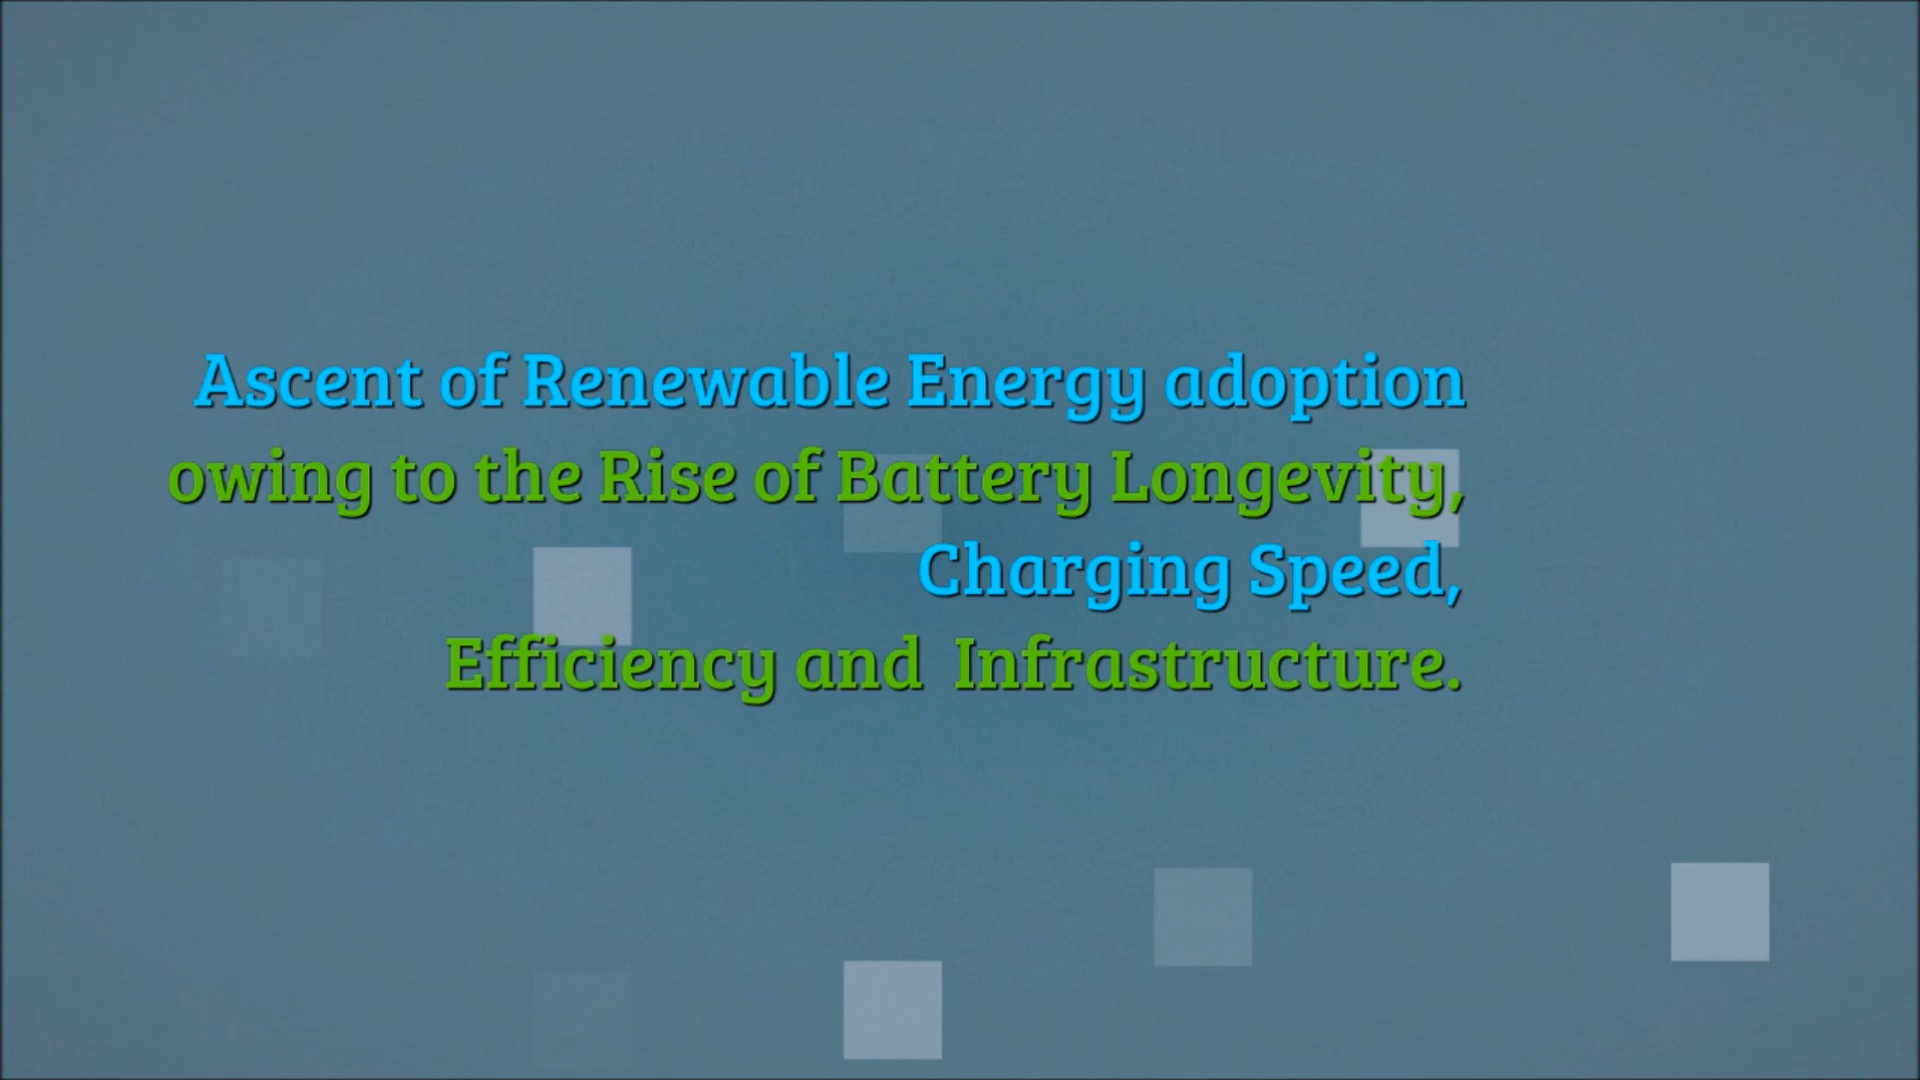 Ascent of Renewable Energy adoption
owing to the Rise of Battery Longevity,
Charging Speed,
Efficiency and  Infrastructure.